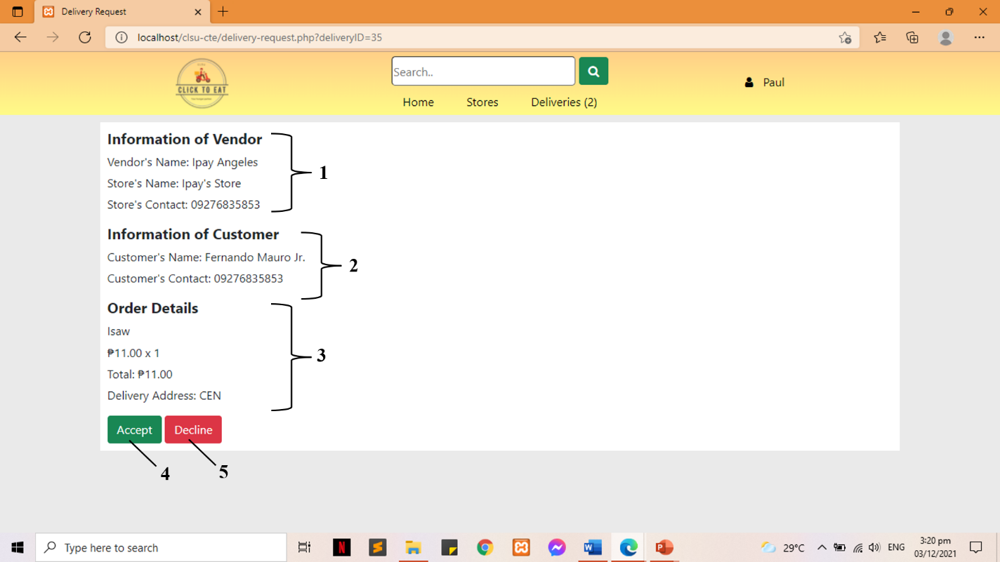 Delivery Request
localhost/clsu-cte/delivery-request.php?deliveryID=35
CLICK TO EAT
Search..
Paul
Home Stores Deliveries (2)
Information of Vendor
Vendor's Name: Ipay Angeles
1
Store's Name: Ipay's Store
Store's Contact: 09276835853
Information of Customer
Customer's Name: Fernando Mauro Jr.
2
Customer's Contact: 09276835853
Order Details
Isaw
₱11.00 x 1
3
Total: ₱11.00
Delivery Address: CEN
Accept Decline
4 5
Type here to search
29°C
ENG
3:20 pm
03/12/2021